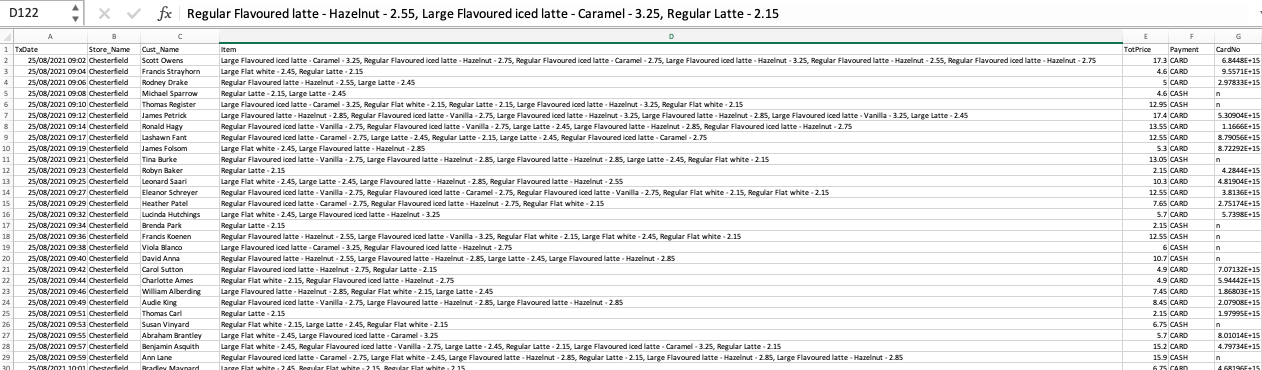 D122 fx Regular Flavoured latte - Hazelnut - 2.55, Large Flavoured iced latte - Caramel - 3.25, Regular Latte - 2.15
A B C D E F G
1 TxDate Store_Name Cust_Name Item TotPrice Payment CardNo
2 25/08/2021 09:02 Chesterfield Scott Owens Large Flavoured iced latte - Caramel - 3.25, Regular Flavoured iced latte - Hazelnut - 2.75, Regular Flavoured iced latte - Caramel - 2.75, Large Flavoured iced latte - Hazelnut - 3.25, Regular Flavoured latte - Hazelnut - 2.55, Regular Flavoured iced latte - Hazelnut - 2.75 17.3 CARD 6.8448E+15
3 25/08/2021 09:04 Chesterfield Francis Strayhorn Large Flat white - 2.45, Regular Latte - 2.15 4.6 CARD 9.5571E+15
4 25/08/2021 09:06 Chesterfield Rodney Drake Regular Flavoured latte - Hazelnut - 2.55, Large Latte - 2.45 5 CARD 2.97833E+15
5 25/08/2021 09:08 Chesterfield Michael Sparrow Regular Latte - 2.15, Large Latte - 2.45 4.6 CASH n
6 25/08/2021 09:10 Chesterfield Thomas Register Large Flavoured iced latte - Caramel - 3.25, Regular Flat white - 2.15, Regular Latte - 2.15, Large Flavoured iced latte - Hazelnut - 3.25, Regular Flat white - 2.15 12.95 CASH n
7 25/08/2021 09:12 Chesterfield James Petrick Large Flavoured latte - Hazelnut - 2.85, Regular Flavoured iced latte - Vanilla - 2.75, Large Flavoured iced latte - Hazelnut - 3.25, Large Flavoured latte - Hazelnut - 2.85, Large Flavoured iced latte - Vanilla - 3.25, Large Latte - 2.45 17.4 CARD 5.30904E+15
8 25/08/2021 09:14 Chesterfield Ronald Hagy Regular Flavoured iced latte - Vanilla - 2.75, Regular Flavoured iced latte - Vanilla - 2.75, Large Latte - 2.45, Large Flavoured latte - Hazelnut - 2.85, Regular Flavoured iced latte - Hazelnut - 2.75 13.55 CARD 1.1666E+15
9 25/08/2021 09:17 Chesterfield Lashawn Fant Regular Flavoured iced latte - Caramel - 2.75, Large Latte - 2.45, Regular Latte - 2.15, Large Latte - 2.45, Regular Flavoured iced latte - Caramel - 2.75 12.55 CARD 8.79056E+15
10 25/08/2021 09:19 Chesterfield James Folsom Large Flat white - 2.45, Large Flavoured latte - Hazelnut - 2.85 5.3 CARD 8.72292E+15
11 25/08/2021 09:21 Chesterfield Tina Burke Regular Flavoured iced latte - Vanilla - 2.75, Large Flavoured latte - Hazelnut - 2.85, Large Flavoured latte - Hazelnut - 2.85, Large Latte - 2.45, Regular Flat white - 2.15 13.05 CASH n
12 25/08/2021 09:23 Chesterfield Robyn Baker Regular Latte - 2.15 2.15 CARD 4.2844E+15
13 25/08/2021 09:25 Chesterfield Leonard Saari Large Flat white - 2.45, Large Latte - 2.45, Large Flavoured latte - Hazelnut - 2.85, Regular Flavoured latte - Hazelnut - 2.55 10.3 CARD 4.81904E+15
14 25/08/2021 09:27 Chesterfield Eleanor Schreyer Regular Flavoured iced latte - Vanilla - 2.75, Regular Flavoured iced latte - Caramel - 2.75, Regular Flavoured iced latte - Vanilla - 2.75, Regular Flat white - 2.15, Regular Flat white - 2.15 12.55 CARD 3.8136E+15
15 25/08/2021 09:29 Chesterfield Heather Patel Regular Flavoured iced latte - Caramel - 2.75, Regular Flavoured iced latte - Hazelnut - 2.75, Regular Flat white - 2.15 7.65 CARD 2.75174E+15
16 25/08/2021 09:32 Chesterfield Lucinda Hutchings Large Flat white - 2.45, Large Flavoured iced latte - Hazelnut - 3.25 5.7 CARD 5.7398E+15
17 25/08/2021 09:34 Chesterfield Brenda Park Regular Latte - 2.15 2.15 CASH n
18 25/08/2021 09:36 Chesterfield Francis Koenen Regular Flavoured latte - Hazelnut - 2.55, Large Flavoured iced latte - Vanilla - 3.25, Regular Flat white - 2.15, Large Flat white - 2.45, Regular Flat white - 2.15 12.55 CASH n
19 25/08/2021 09:38 Chesterfield Viola Blanco Large Flavoured iced latte - Caramel - 3.25, Regular Flavoured iced latte - Hazelnut - 2.75 6 CASH n
20 25/08/2021 09:40 Chesterfield David Anna Regular Flavoured latte - Hazelnut - 2.55, Large Flavoured latte - Hazelnut - 2.85, Large Latte - 2.45, Large Flavoured latte - Hazelnut - 2.85 10.7 CASH n
21 25/08/2021 09:42 Chesterfield Carol Sutton Regular Flavoured iced latte - Hazelnut - 2.75, Regular Latte - 2.15 4.9 CARD 7.07132E+15
22 25/08/2021 09:44 Chesterfield Charlotte Ames Regular Flat white - 2.15, Regular Flavoured iced latte - Hazelnut - 2.75 4.9 CARD 5.94442E+15
23 25/08/2021 09:46 Chesterfield William Alberding Large Flavoured latte - Hazelnut - 2.85, Regular Flat white - 2.15, Large Latte - 2.45 7.45 CARD 1.86803E+15
24 25/08/2021 09:49 Chesterfield Audie King Regular Flavoured iced latte - Vanilla - 2.75, Large Flavoured latte - Hazelnut - 2.85, Large Flavoured latte - Hazelnut - 2.85 8.45 CARD 2.07908E+15
25 25/08/2021 09:51 Chesterfield Thomas Carl Regular Latte - 2.15 2.15 CARD 1.97995E+15
26 25/08/2021 09:53 Chesterfield Susan Vinyard Regular Flat white - 2.15, Large Latte - 2.45, Regular Flat white - 2.15 6.75 CASH n
27 25/08/2021 09:55 Chesterfield Abraham Brantley Large Flat white - 2.45, Large Flavoured iced latte - Caramel - 3.25 5.7 CARD 8.01014E+15
28 25/08/2021 09:57 Chesterfield Benjamin Asquith Large Flat white - 2.45, Regular Flavoured iced latte - Vanilla - 2.75, Large Latte - 2.45, Regular Latte - 2.15, Large Flavoured iced latte - Caramel - 3.25, Regular Latte - 2.15 15.2 CARD 4.79734E+15
29 25/08/2021 09:59 Chesterfield Ann Lane Regular Flavoured iced latte - Caramel - 2.75, Large Flat white - 2.45, Large Flavoured latte - Hazelnut - 2.85, Regular Latte - 2.15, Large Flavoured latte - Hazelnut - 2.85, Large Flavoured latte - Hazelnut - 2.85 15.9 CASH n
30 25/08/2021 10:01 Chesterfield Bradley Maynard Large Flat white - 2.45, Regular Flat white - 2.15, Regular Flat white - 2.15 6.75 CARD 4.68196E+15